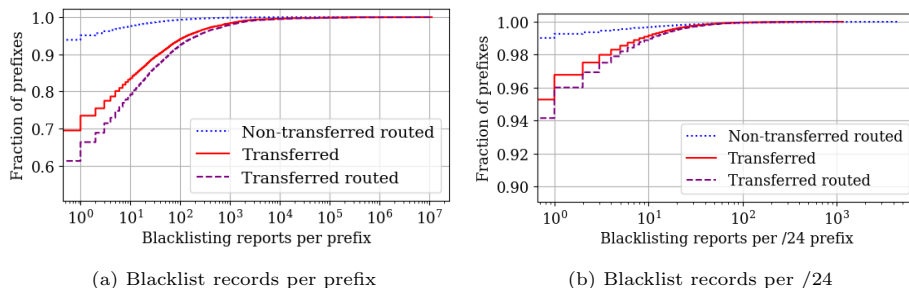 Fraction of prefixes
1.0
0.9
0.8
0.7
0.6
Non-transferred routed
Transferred
Transferred routed
10^0 10^1 10^2 10^3 10^4 10^5 10^6 10^7
Blacklisting reports per prefix
(a) Blacklist records per prefix
Fraction of prefixes
1.00
0.98
0.96
0.94
0.92
0.90
Non-transferred routed
Transferred
Transferred routed
10^0 10^1 10^2 10^3
Blacklisting reports per /24 prefix
(b) Blacklist records per /24